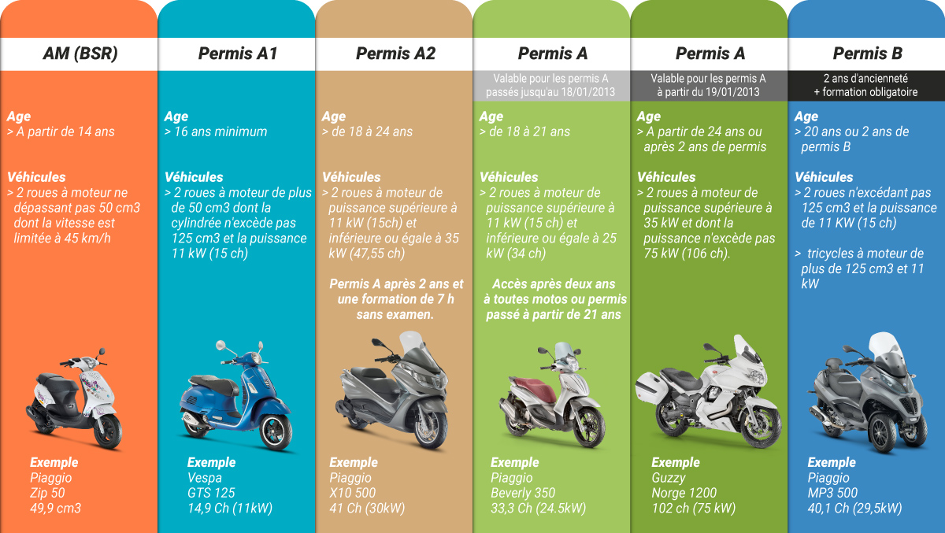 AM (BSR)
Age
> A partir de 14 ans
Véhicules
> 2 roues à moteur ne
dépassant pas 50 cm3
dont la vitesse est
limitée à 45 km/h
Exemple
Piaggio
Zip 50
49,9 cm3
Permis A1
Age
> 16 ans minimum
Véhicules
> 2 roues à moteur de plus
de 50 cm3 dont la
cylindrée n'excède pas
125 cm3 et la puissance
11 kW (15 ch)
Exemple
Vespa
GTS 125
14,9 Ch (11kW)
Permis A2
Age
> de 18 à 24 ans
Véhicules
> 2 roues à moteur de
puissance supérieure à
11 kW (15ch) et
inférieure ou égale à 35
kW (47,55 ch)
Permis A après 2 ans et
une formation de 7 h
sans examen.
Exemple
Piaggio
X10 500
41 Ch (30kW)
Permis A
Valable pour les permis A
passés jusqu'au 18/01/2013
Age
> de 18 à 21 ans
Véhicules
> 2 roues à moteur de
puissance supérieure à
11 kW (15 ch) et
inférieure ou égale à 25
kW (34 ch)
Accès après deux ans
à toutes motos ou permis
passé à partir de 21 ans
Exemple
Piaggio
Beverly 350
33,3 Ch (24.5kW)
Permis A
Valable pour les permis A
à partir du 19/01/2013
Age
> A partir de 24 ans ou
après 2 ans de permis
Véhicules
> 2 roues à moteur de
puissance supérieure à
35 kW et dont la
puissance n'excède pas
75 kW (106 ch).
Exemple
Guzzy
Norge 1200
102 ch (75 kW)
Permis B
2 ans d'ancienneté
+ formation obligatoire
Age
> 20 ans ou 2 ans de
permis B
Véhicules
> 2 roues n'excédant pas
125 cm3 et la puissance
de 11 KW (15 ch)
> tricycles à moteur de
plus de 125 cm3 et 11
kW
Exemple
Piaggio
MP3 500
40,1 Ch (29,5kW)